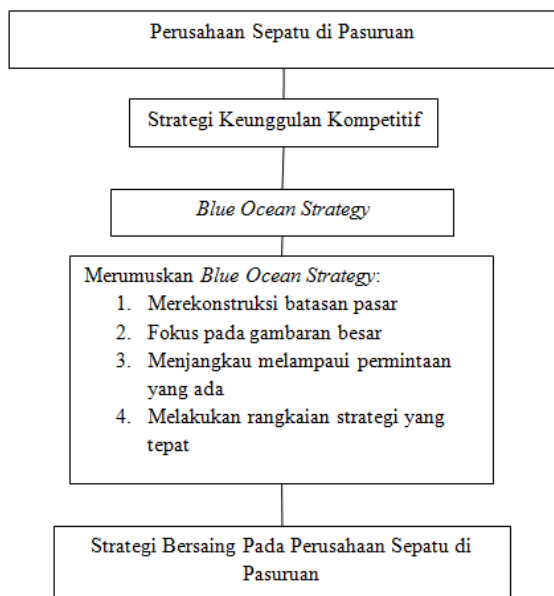 Perusahaan Sepatu di Pasuruan
Strategi Keunggulan Kompetitif
Blue Ocean Strategy
Merumuskan Blue Ocean Strategy:
1. Merekonstruksi batasan pasar
2. Fokus pada gambaran besar
3. Menjangkau melampaui permintaan
yang ada
4. Melakukan rangkaian strategi yang
tepat
Strategi Bersaing Pada Perusahaan Sepatu di
Pasuruan